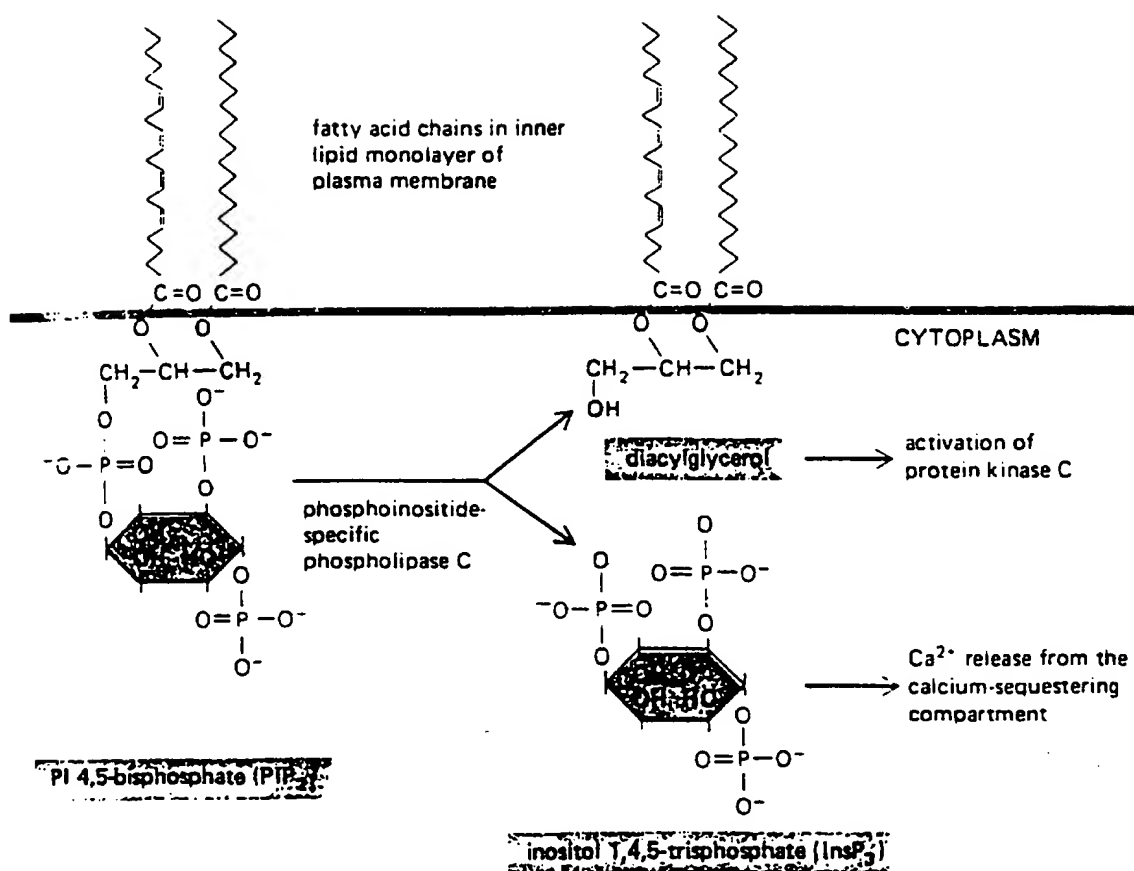 fatty acid chains in inner
lipid monolayer of
plasma membrane
C=O
C=O
C=O
C=O
O
O
O
O
CYTOPLASM
CH₂—CH—CH₂
CH₂—CH—CH₂
O
O⁻
OH
⁻O—P=O
O=P—O⁻
O
O
diacylglycerol
activation of
protein kinase C
phosphoinositide-
specific
phospholipase C
O
O=P—O⁻
O⁻
O
⁻O—P=O
O
O
O=P—O⁻
O
OH HO
Ca²⁺ release from the
calcium-sequestering
compartment
O
O=P—O⁻
O⁻
PI 4,5-bisphosphate (PIP₂)
inositol 1,4,5-trisphosphate (InsP₃)